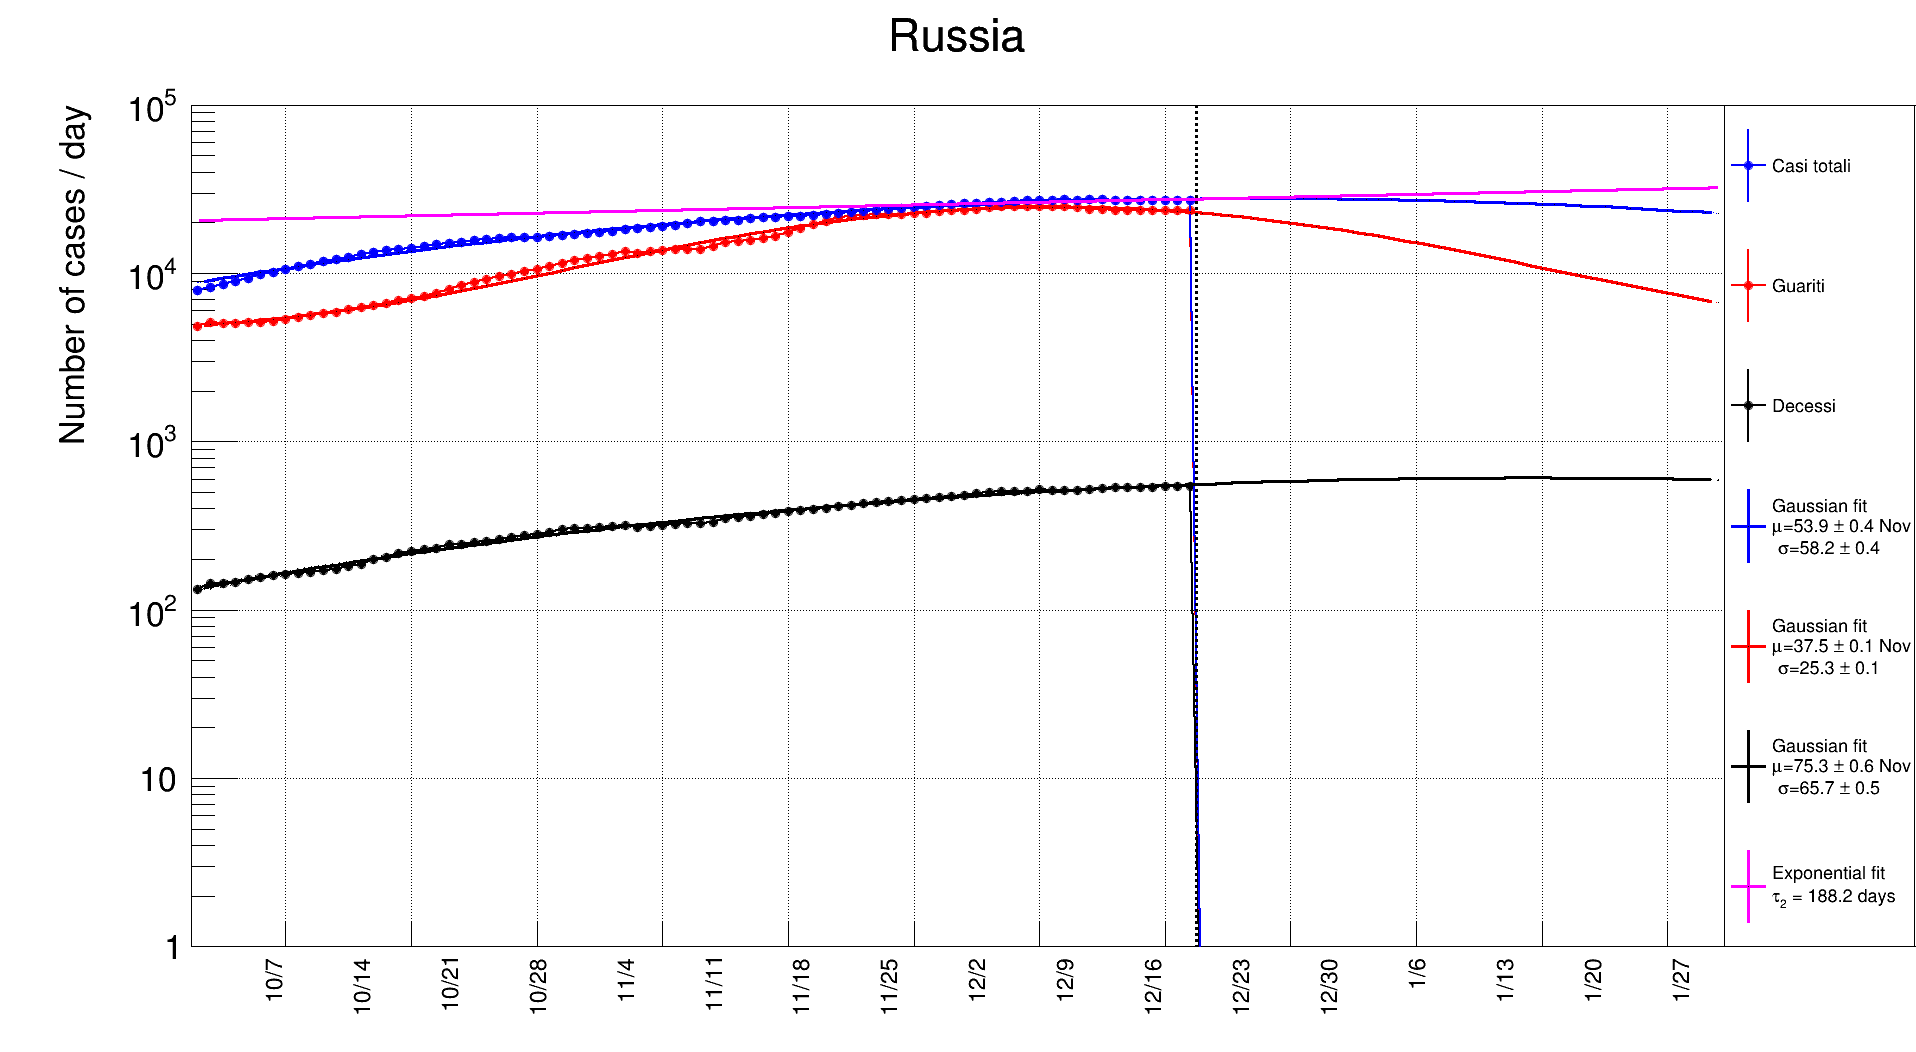 Russia
Number of cases / day
10^5
10^4
10^3
10^2
10
1
10/7
10/14
10/21
10/28
11/4
11/11
11/18
11/25
12/2
12/9
12/16
12/23
12/30
1/6
1/13
1/20
1/27
Casi totali
Guariti
Decessi
Gaussian fit
μ=53.9 ± 0.4 Nov
σ=58.2 ± 0.4
Gaussian fit
μ=37.5 ± 0.1 Nov
σ=25.3 ± 0.1
Gaussian fit
μ=75.3 ± 0.6 Nov
σ=65.7 ± 0.5
Exponential fit
τ₂ = 188.2 days